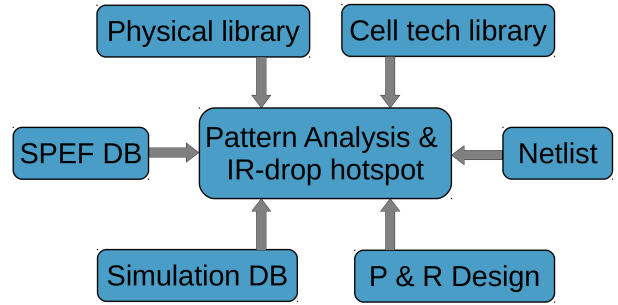 Physical library
Cell tech library
SPEF DB
Pattern Analysis &
IR-drop hotspot
Netlist
Simulation DB
P & R Design